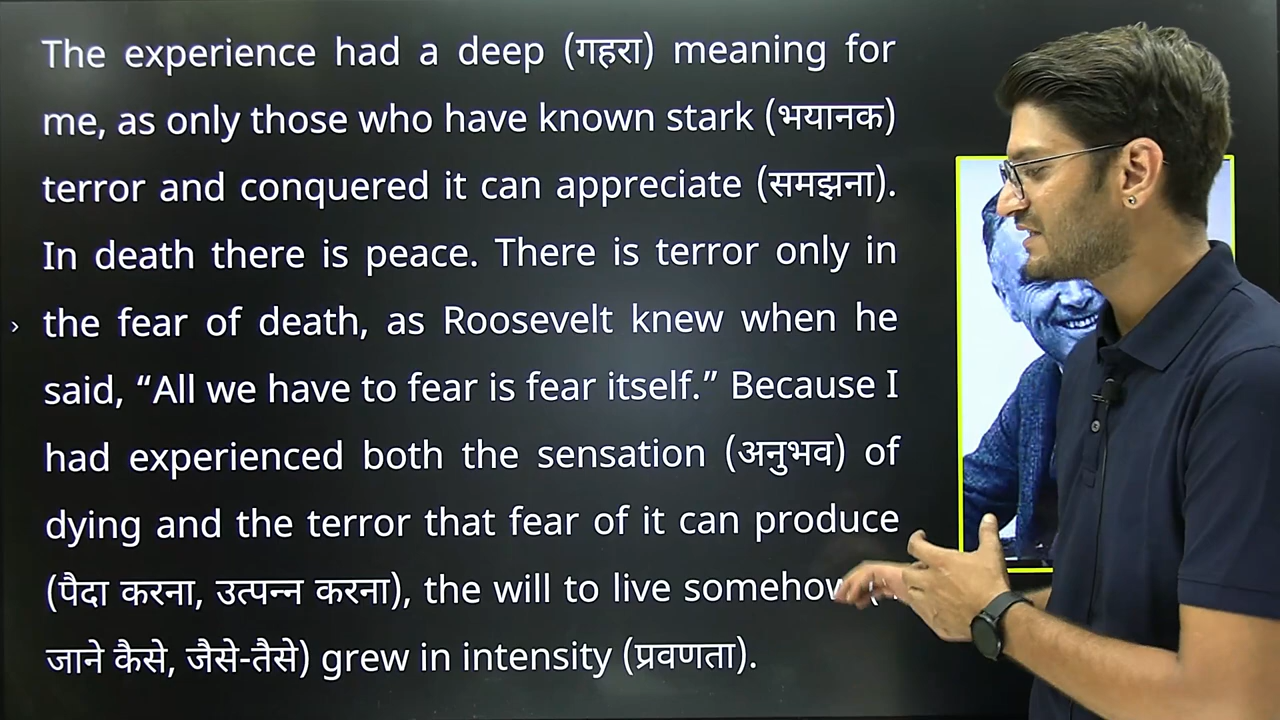 The experience had a deep (गहरा) meaning for
me, as only those who have known stark (भयानक)
terror and conquered it can appreciate (समझना).
In death there is peace. There is terror only in
› the fear of death, as Roosevelt knew when he
said, “All we have to fear is fear itself.” Because I
had experienced both the sensation (अनुभव) of
dying and the terror that fear of it can produce
(पैदा करना, उत्पन्न करना), the will to live somehow
जाने कैसे, जैसे-तैसे) grew in intensity (प्रवणता).